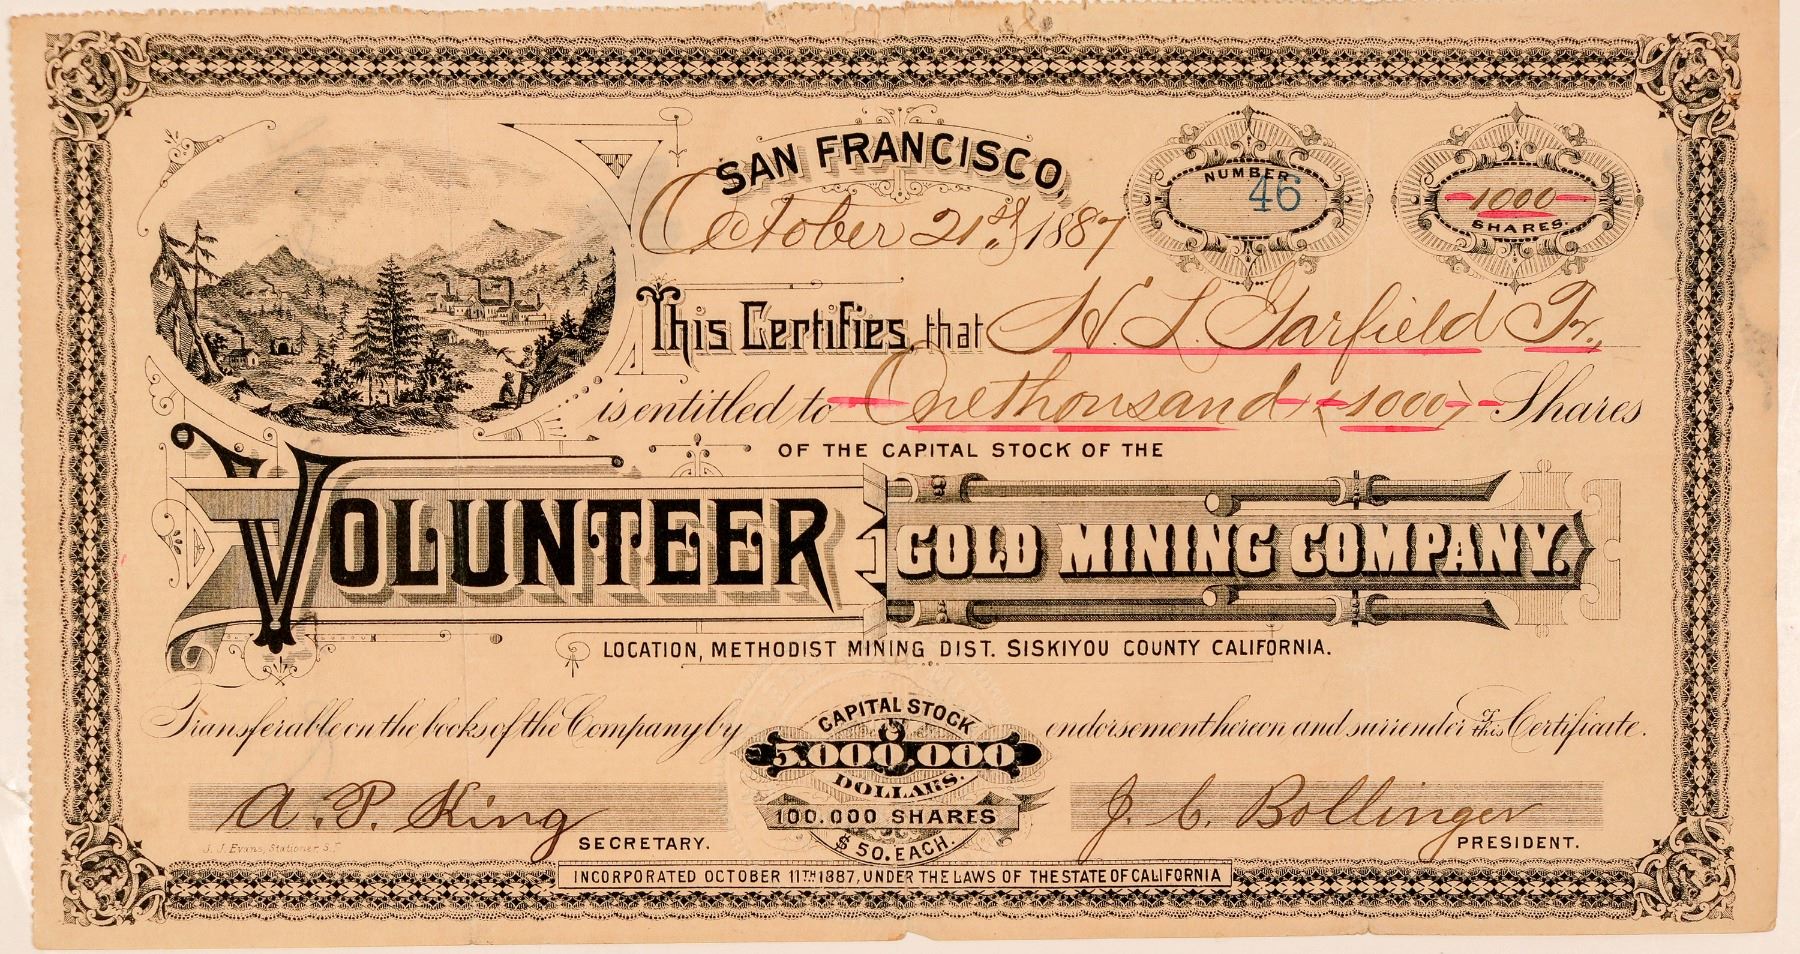 SAN FRANCISCO,
October 21st, 1887
NUMBER 46
1000 SHARES.
This Certifies, that H. L. Garfield Tr.,
is entitled to One thousand (1000) Shares
OF THE CAPITAL STOCK OF THE
VOLUNTEER GOLD MINING COMPANY.
LOCATION, METHODIST MINING DIST. SISKIYOU COUNTY CALIFORNIA.
Transferable on the books of the Company by endorsement hereon and surrender of this Certificate.
CAPITAL STOCK
$
5.000.000
DOLLARS.
100.000 SHARES
$50. EACH.
A. P. King
SECRETARY.
J. C. Bollinger
PRESIDENT.
J. J. Evans, Stationer, S.F.
INCORPORATED OCTOBER 11TH 1887, UNDER THE LAWS OF THE STATE OF CALIFORNIA